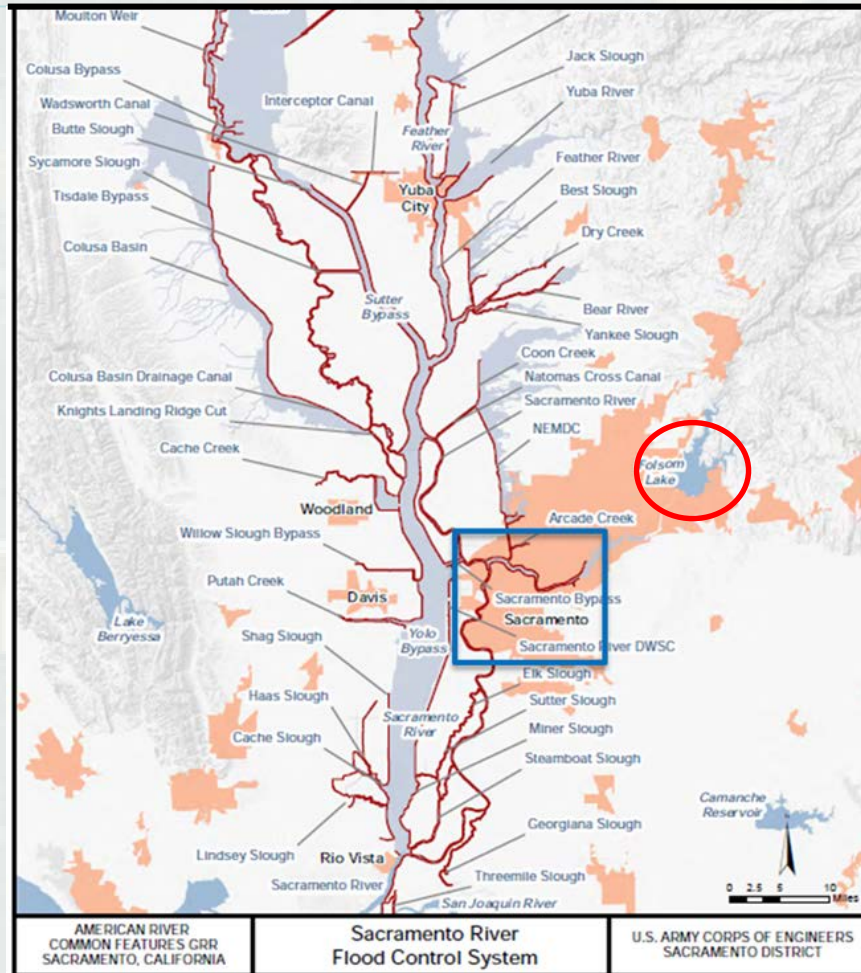 Moulton Weir
Colusa Bypass
Wadsworth Canal
Butte Slough
Sycamore Slough
Tisdale Bypass
Colusa Basin
Interceptor Canal
Feather
River
Yuba
City
Jack Slough
Yuba River
Feather River
Best Slough
Dry Creek
Sutter
Bypass
Bear River
Yankee Slough
Coon Creek
Natomas Cross Canal
Sacramento River
NEMDC
Colusa Basin Drainage Canal
Knights Landing Ridge Cut
Cache Creek
Folsom
Lake
Woodland
Arcade Creek
Willow Slough Bypass
Putah Creek
Davis
Sacramento Bypass
Sacramento
Lake
Berryessa
Shag Slough
Yolo
Bypass
Sacramento River DWSC
Elk Slough
Haas Slough
Sutter Slough
Sacramento
River
Miner Slough
Cache Slough
Steamboat Slough
Camanche
Reservoir
Georgiana Slough
Lindsey Slough
Rio Vista
Threemile Slough
Sacramento River
San Joaquin River
0 2.5 5 10
Miles
AMERICAN RIVER
COMMON FEATURES GRR
SACRAMENTO, CALIFORNIA
Sacramento River
Flood Control System
U.S. ARMY CORPS OF ENGINEERS
SACRAMENTO DISTRICT